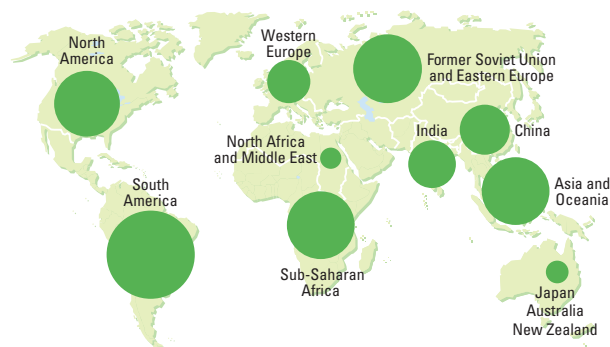 North
America
Western
Europe
Former Soviet Union
and Eastern Europe
North Africa
and Middle East
India
China
South
America
Asia and
Oceania
Sub-Saharan
Africa
Japan
Australia
New Zealand